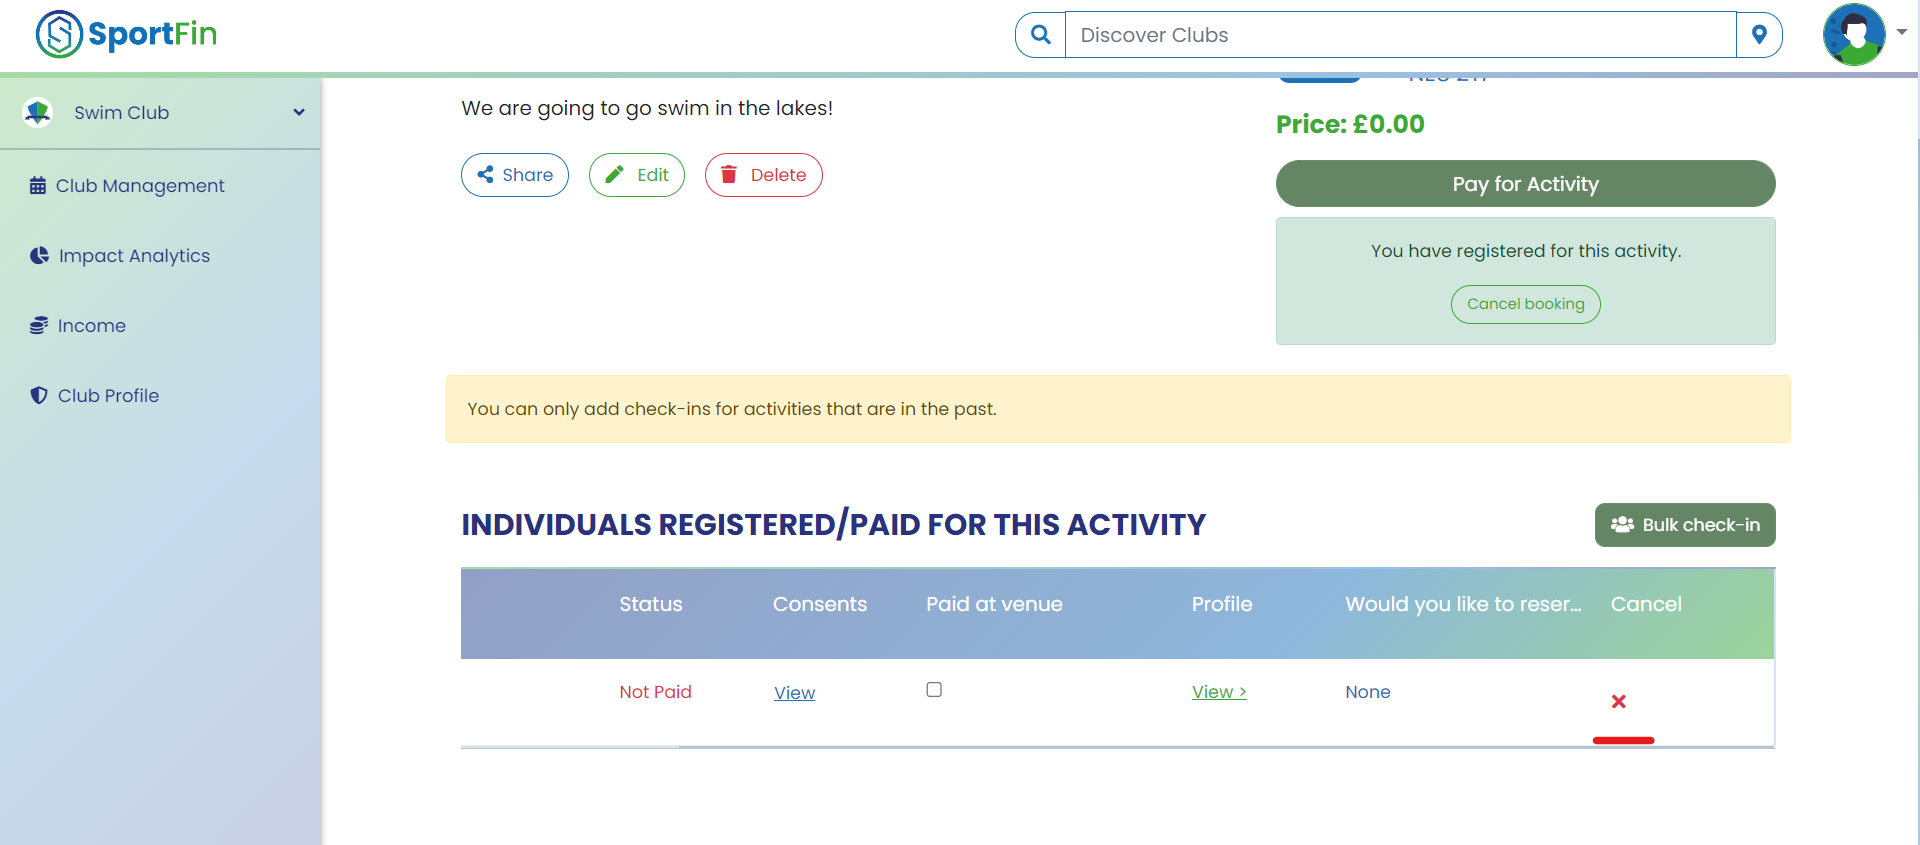 SportFin
Discover Clubs
Swim Club
Club Management
Impact Analytics
Income
Club Profile
We are going to go swim in the lakes!
Share
Edit
Delete
Price: £0.00
Pay for Activity
You have registered for this activity.
Cancel booking
You can only add check-ins for activities that are in the past.
INDIVIDUALS REGISTERED/PAID FOR THIS ACTIVITY
Bulk check-in
Status Consents Paid at venue Profile Would you like to reser... Cancel
Not Paid View View > None